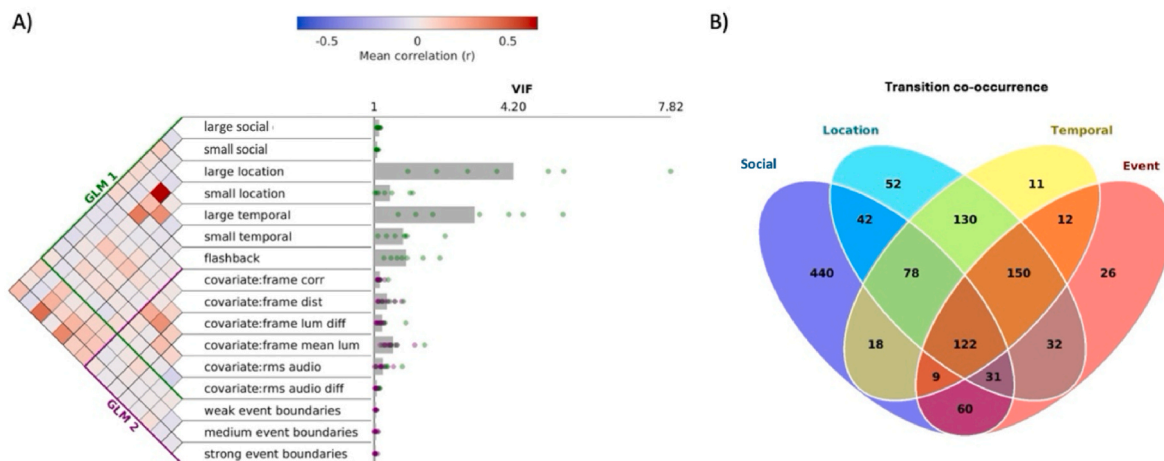 A)
-0.5 0 0.5
Mean correlation (r)
VIF
1 4.20 7.82
GLM 1
large social
small social
large location
small location
large temporal
small temporal
flashback
covariate:frame corr
covariate:frame dist
covariate:frame lum diff
covariate:frame mean lum
covariate:rms audio
covariate:rms audio diff
weak event boundaries
medium event boundaries
strong event boundaries
GLM 2
B)
Transition co-occurrence
Location Temporal
Social Event
52 11
42 130 12
440 78 150 26
18 122 32
9 31
60